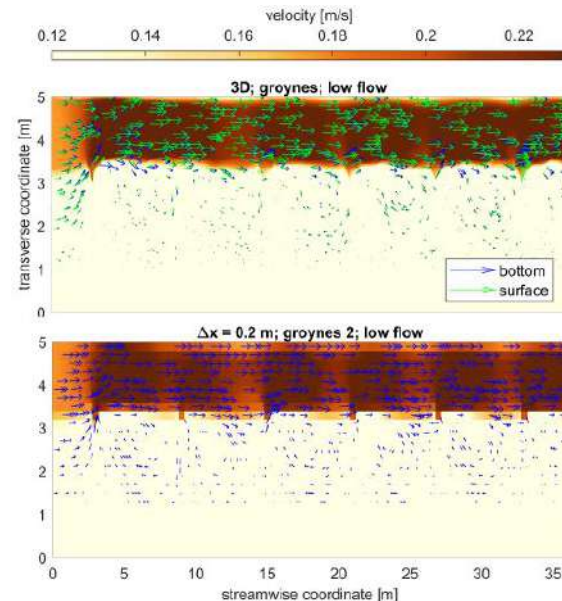 velocity [m/s]
0.12 0.14 0.16 0.18 0.2 0.22
3D; groynes; low flow
5
4
3
2
1
0
transverse coordinate [m]
bottom
surface
Δx = 0.2 m; groynes 2; low flow
5
4
3
2
1
0
0 5 10 15 20 25 30 35
streamwise coordinate [m]